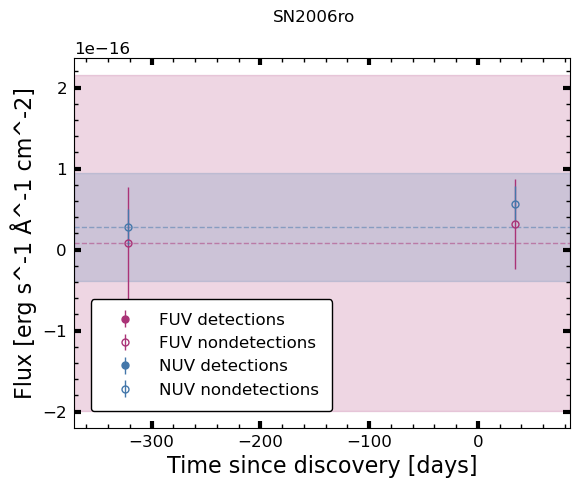 SN2006ro
1e−16
2
1
0
−1
−2
Flux [erg s^-1 Å^-1 cm^-2]
FUV detections
FUV nondetections
NUV detections
NUV nondetections
−300
−200
−100
0
Time since discovery [days]